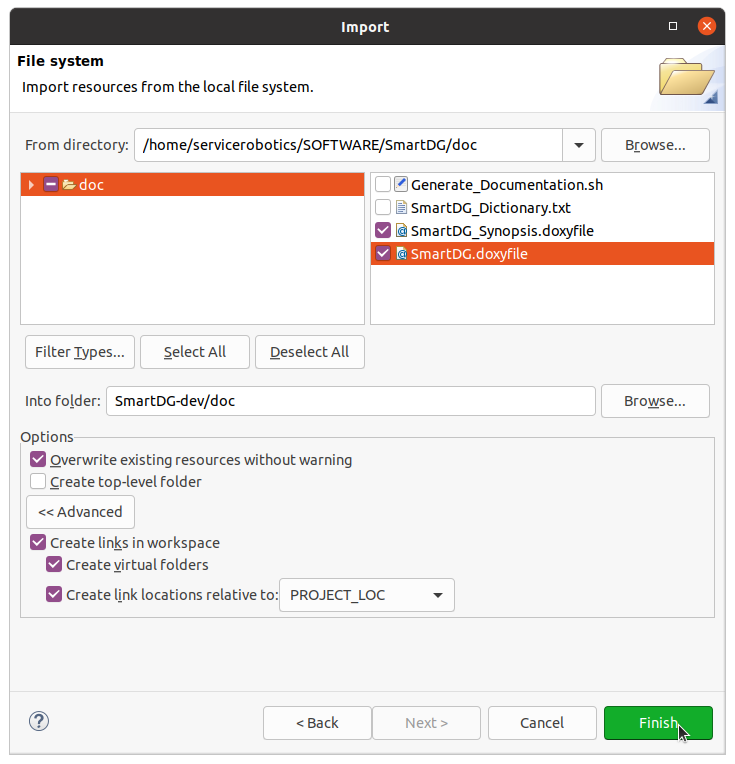 Import
File system
Import resources from the local file system.
From directory: /home/servicerobotics/SOFTWARE/SmartDG/doc Browse...
doc
Generate_Documentation.sh
SmartDG_Dictionary.txt
SmartDG_Synopsis.doxyfile
SmartDG.doxyfile
Filter Types... Select All Deselect All
Into folder: SmartDG-dev/doc Browse...
Options
Overwrite existing resources without warning
Create top-level folder
<< Advanced
Create links in workspace
Create virtual folders
Create link locations relative to: PROJECT_LOC
? < Back Next > Cancel Finish